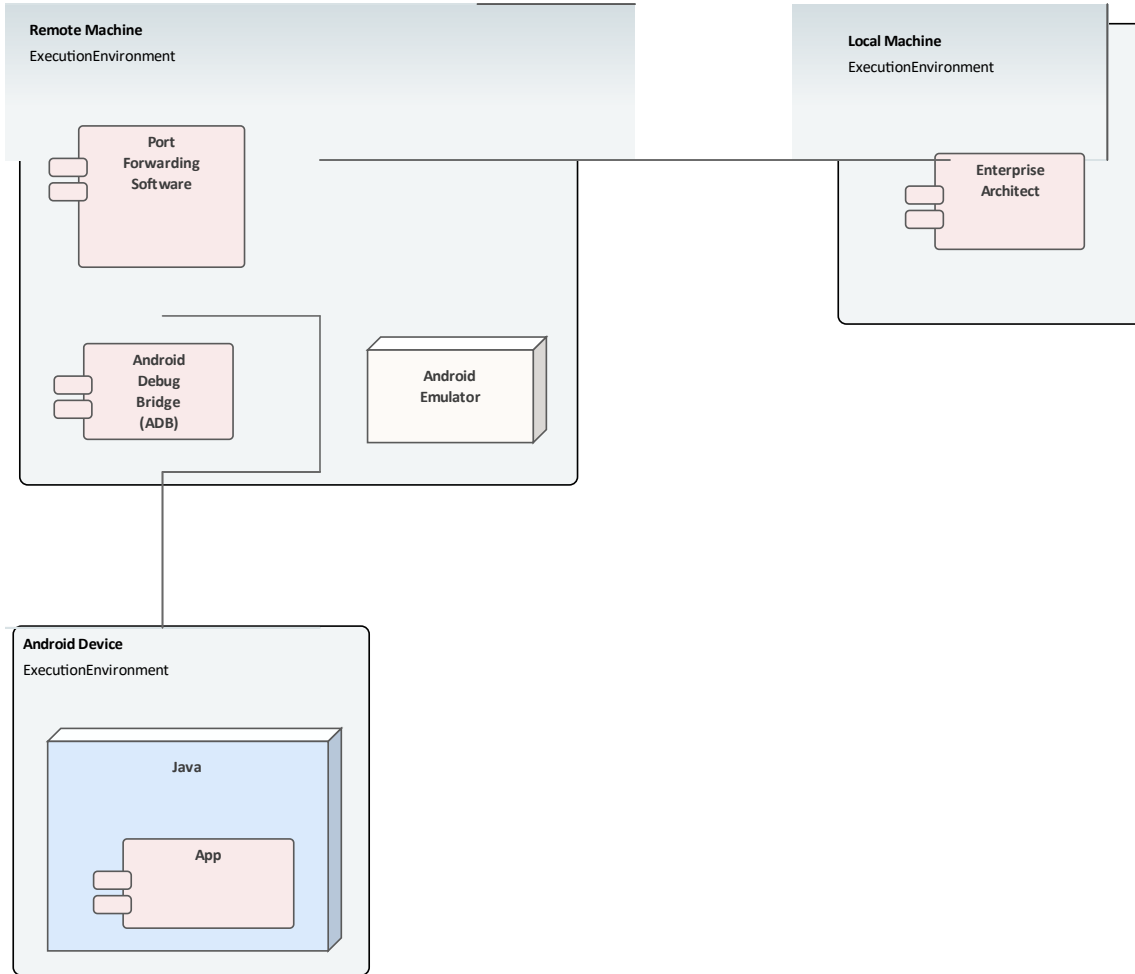 Remote Machine
ExecutionEnvironment
Local Machine
ExecutionEnvironment
Port
Forwarding
Software
Enterprise
Architect
Android
Debug
Bridge
(ADB)
Android
Emulator
Android Device
ExecutionEnvironment
Java
App